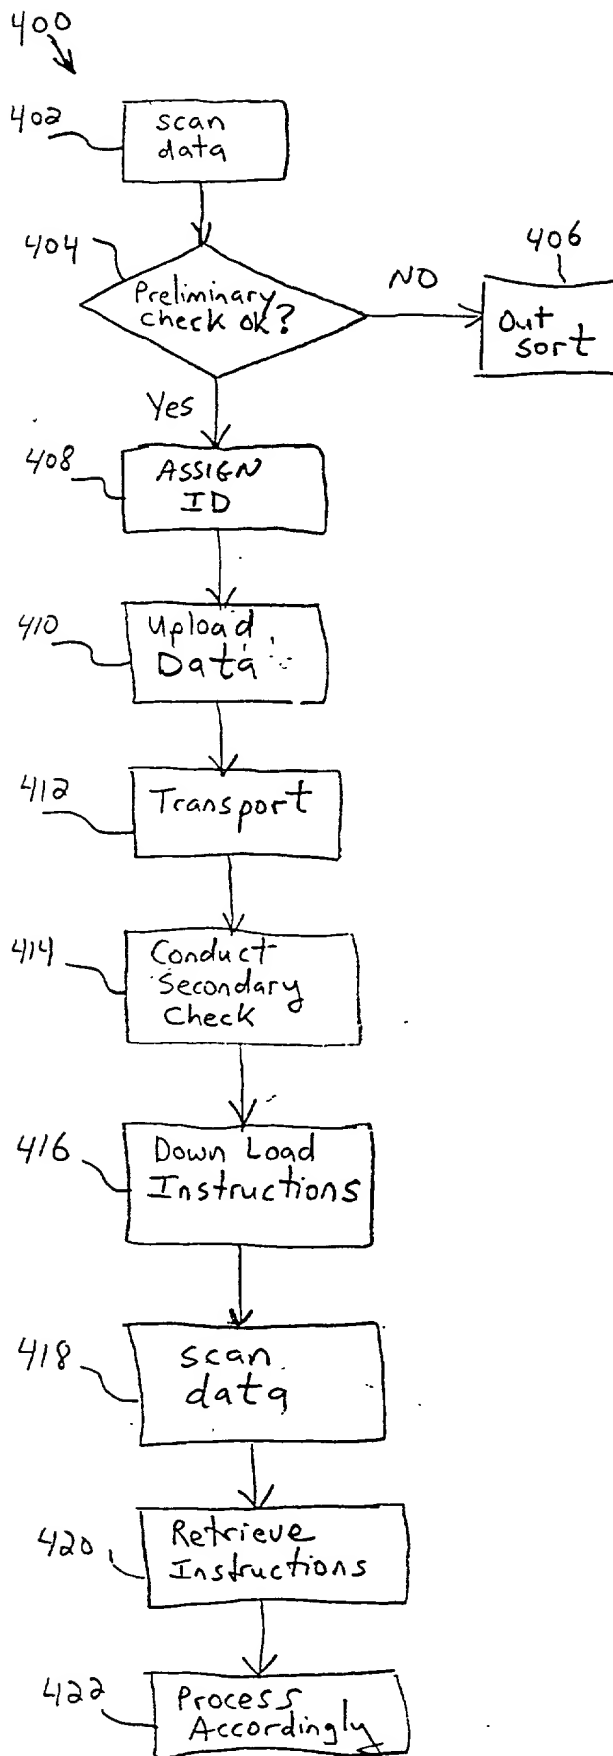 400
402
scan
data
404
Preliminary
check ok?
NO
406
Out
sort
Yes
408
ASSIGN
ID
410
Upload
Data
412
Transport
414
Conduct
Secondary
Check
416
Down Load
Instructions
418
scan
data
420
Retrieve
Instructions
422
Process
Accordingly